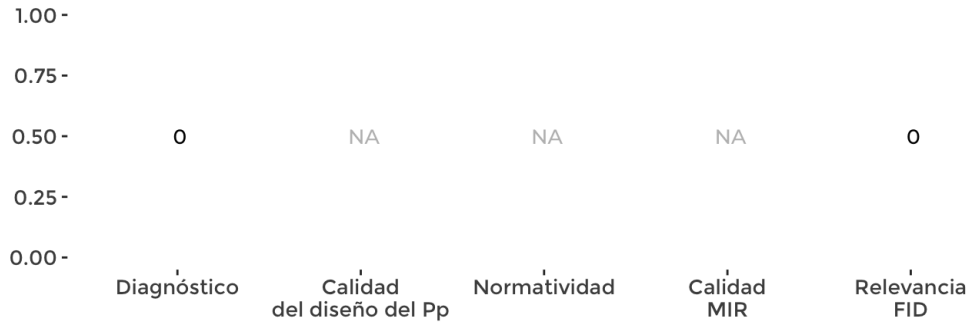 1.00
0.75
0.50
0 NA NA NA 0
0.25
0.00
Diagnóstico
Calidad
del diseño del Pp
Normatividad
Calidad
MIR
Relevancia
FID